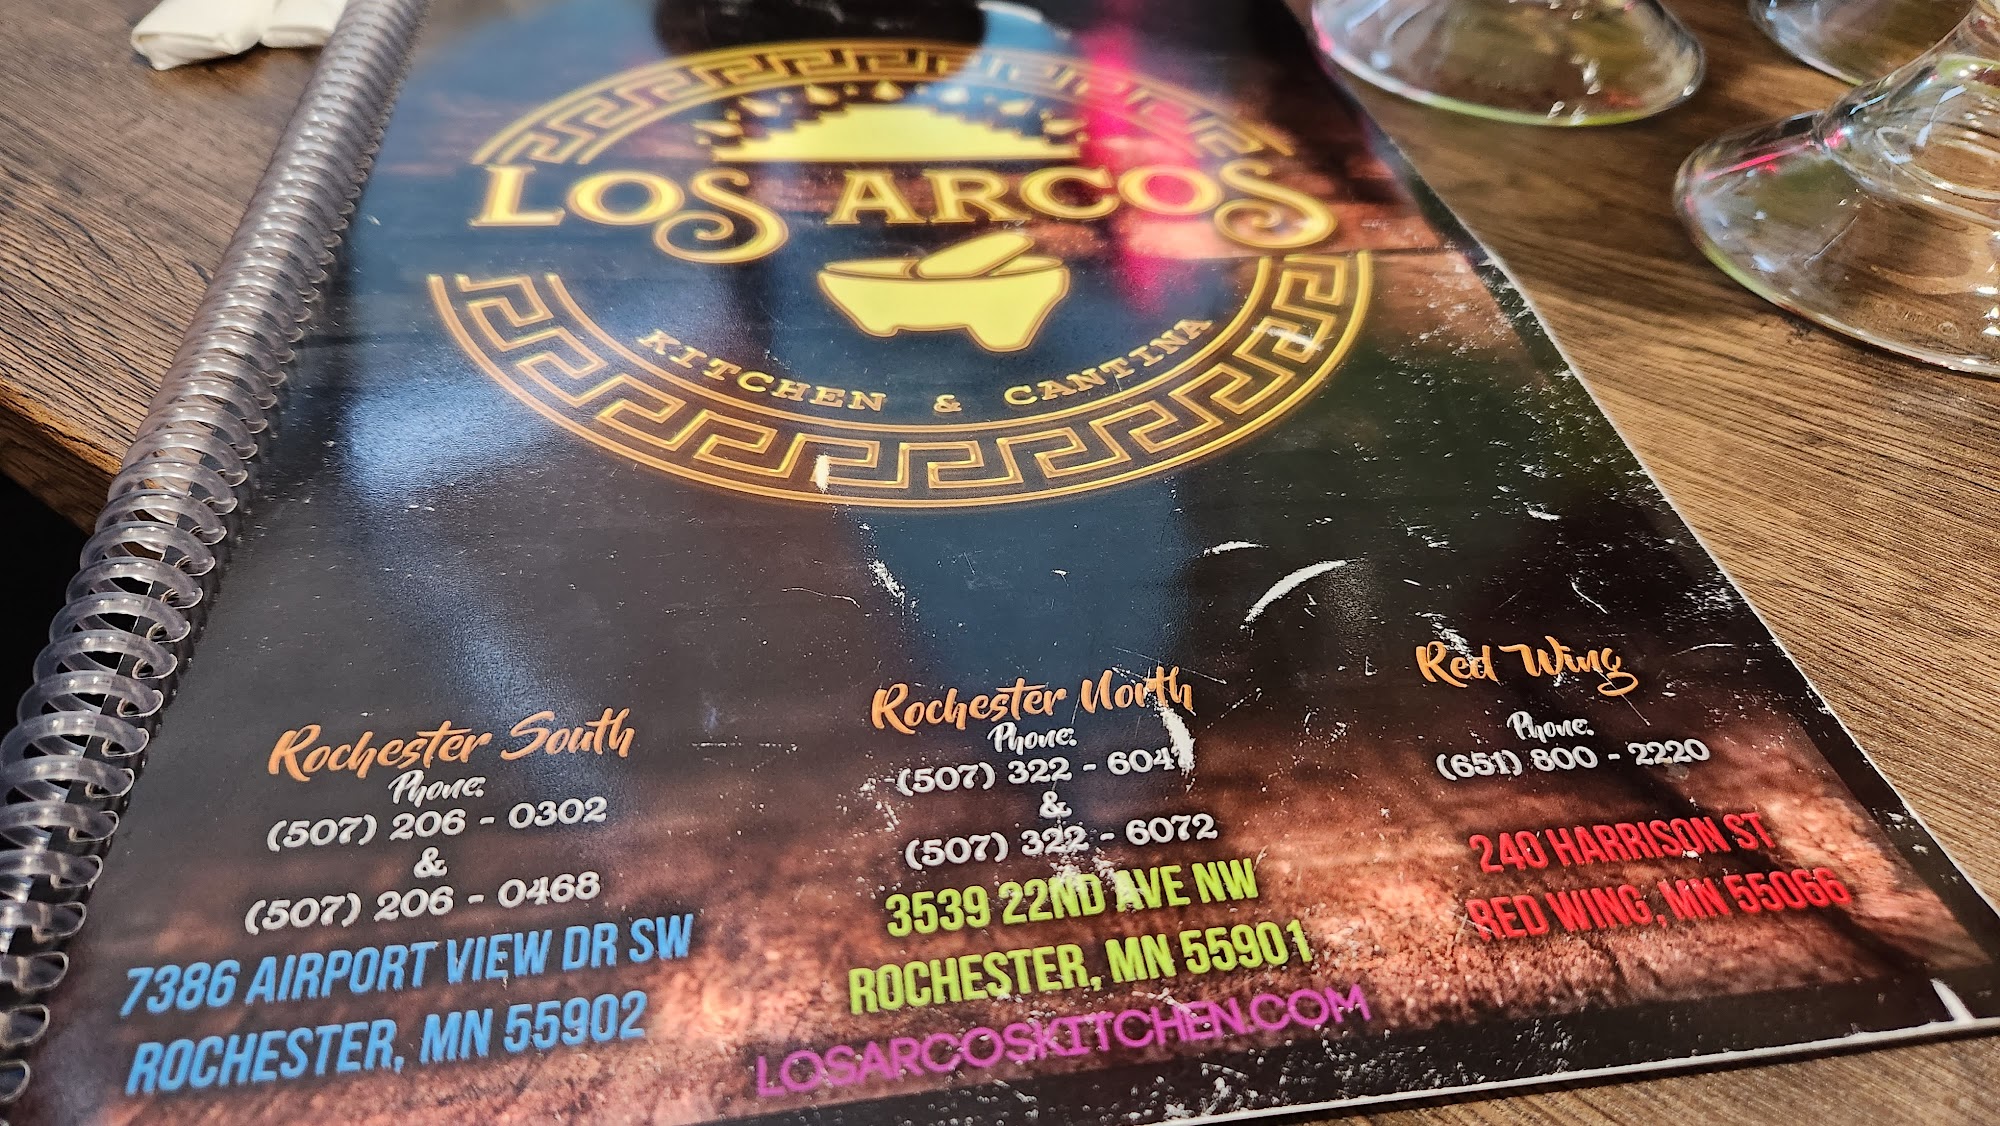 LOS ARCOS
KITCHEN & CANTINA
Rochester South
Phone:
(507) 206 - 0302
&
(507) 206 - 0468
7386 AIRPORT VIEW DR SW
ROCHESTER, MN 55902
Rochester North
Phone:
(507) 322 - 6047
&
(507) 322 - 6072
3539 22ND AVE NW
ROCHESTER, MN 55901
LOSARCOSKITCHEN.COM
Red Wing
Phone:
(651) 800 - 2220
240 HARRISON ST
RED WING, MN 55066